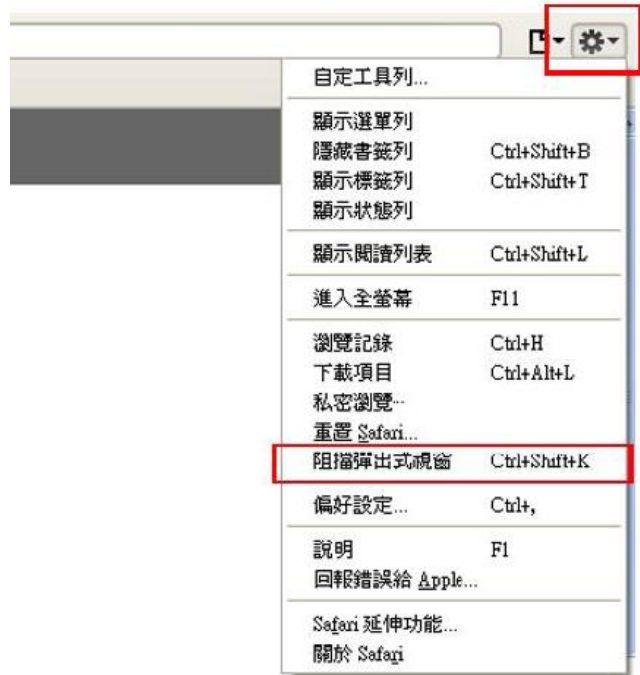 自定工具列...
顯示選單列
隱藏書籤列 Ctrl+Shift+B
顯示標籤列 Ctrl+Shift+T
顯示狀態列
顯示閱讀列表 Ctrl+Shift+L
進入全螢幕 F11
瀏覽記錄 Ctrl+H
下載項目 Ctrl+Alt+L
私密瀏覽…
重置 Safari...
阻擋彈出式視窗 Ctrl+Shift+K
偏好設定... Ctrl+,
說明 F1
回報錯誤給 Apple...
Safari 延伸功能...
關於 Safari